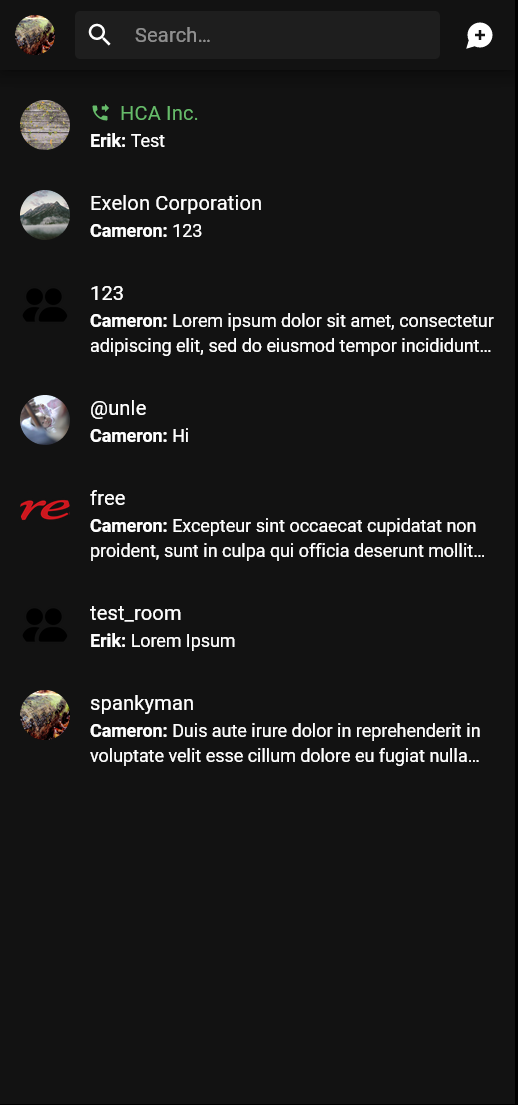 Search…
HCA Inc.
Erik: Test
Exelon Corporation
Cameron: 123
123
Cameron: Lorem ipsum dolor sit amet, consectetur
adipiscing elit, sed do eiusmod tempor incididunt…
@unle
Cameron: Hi
re
free
Cameron: Excepteur sint occaecat cupidatat non
proident, sunt in culpa qui officia deserunt mollit…
test_room
Erik: Lorem Ipsum
spankyman
Cameron: Duis aute irure dolor in reprehenderit in
voluptate velit esse cillum dolore eu fugiat nulla…